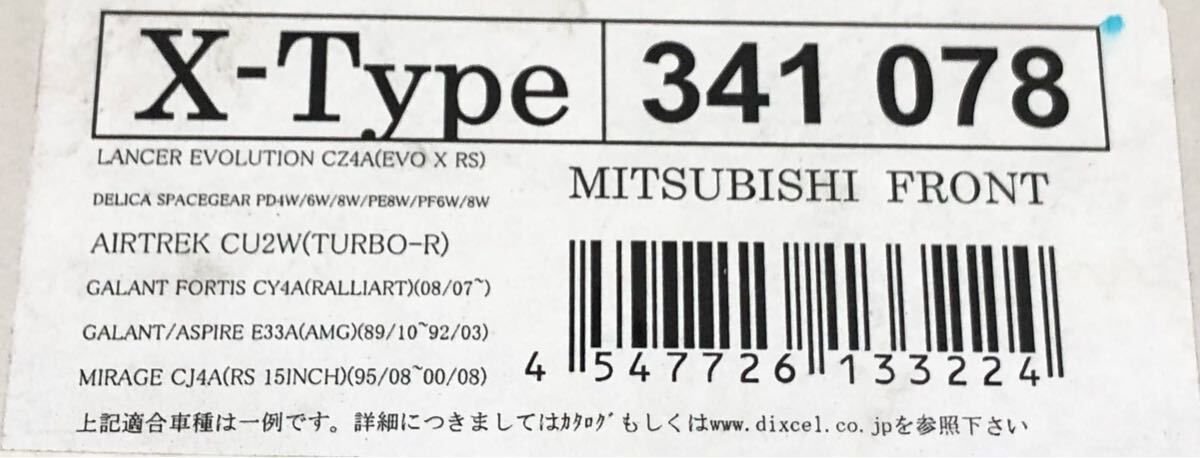 X-Type 341 078
LANCER EVOLUTION CZ4A(EVO X RS)
DELICA SPACEGEAR PD4W/6W/8W/PE8W/PF6W/8W
AIRTREK CU2W(TURBO-R)
GALANT FORTIS CY4A(RALLIART)(08/07~)
GALANT/ASPIRE E33A(AMG)(89/10~92/03)
MIRAGE CJ4A(RS 15INCH)(95/08~00/08)
MITSUBISHI FRONT
4 547726 133224
上記適合車種は一例です。詳細につきましてはｶﾀﾛｸﾞもしくはwww.dixcel.co.jpを参照下さい